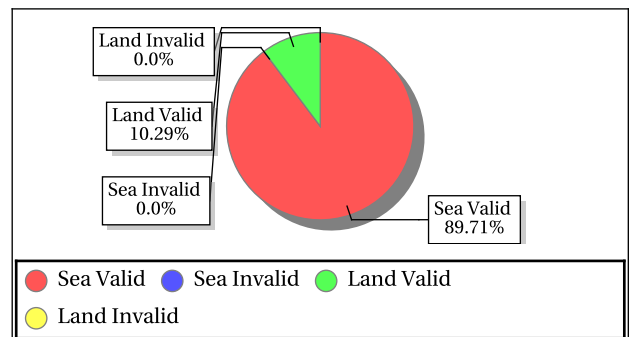 Land Invalid
0.0%
Land Valid
10.29%
Sea Invalid
0.0%
Sea Valid
89.71%
Sea Valid
Sea Invalid
Land Valid
Land Invalid